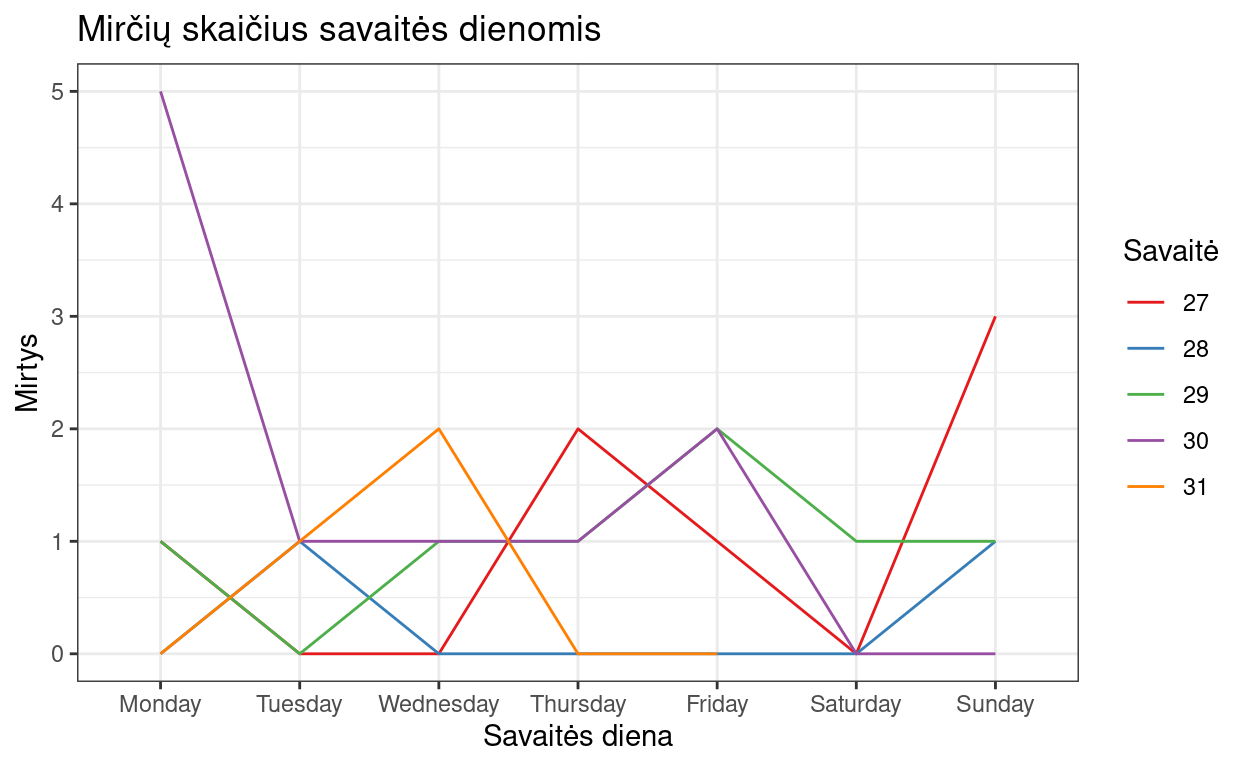 Mirčių skaičius savaitės dienomis
5
4
3
2
1
0
Mirtys
Monday Tuesday Wednesday Thursday Friday Saturday Sunday
Savaitės diena
Savaitė
27
28
29
30
31